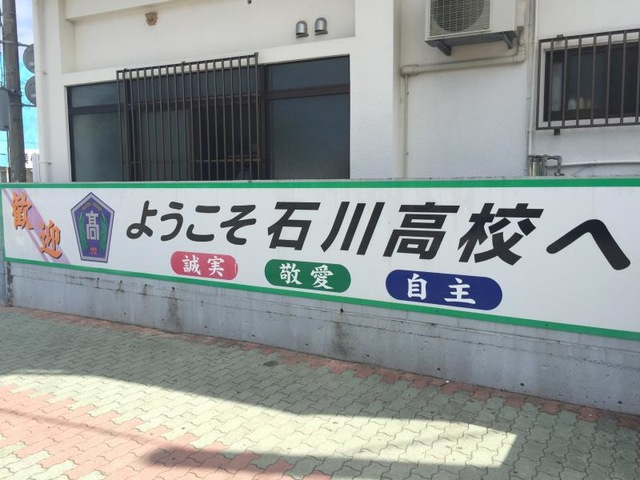 歓迎
高
ようこそ石川高校へ
誠実
敬愛
自主